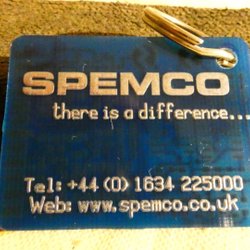 SPEMCO
there is a difference...
Tel: +44 (0) 1634 225000
Web: www.spemco.co.uk